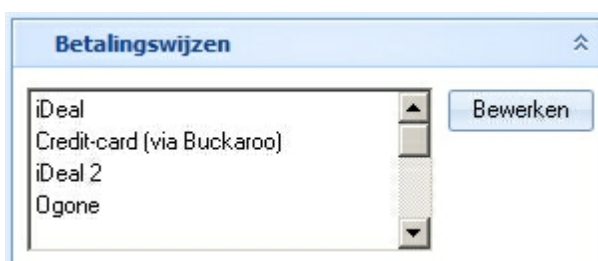 Betalingswijzen
iDeal
Bewerken
Credit-card (via Buckaroo)
iDeal 2
Ogone